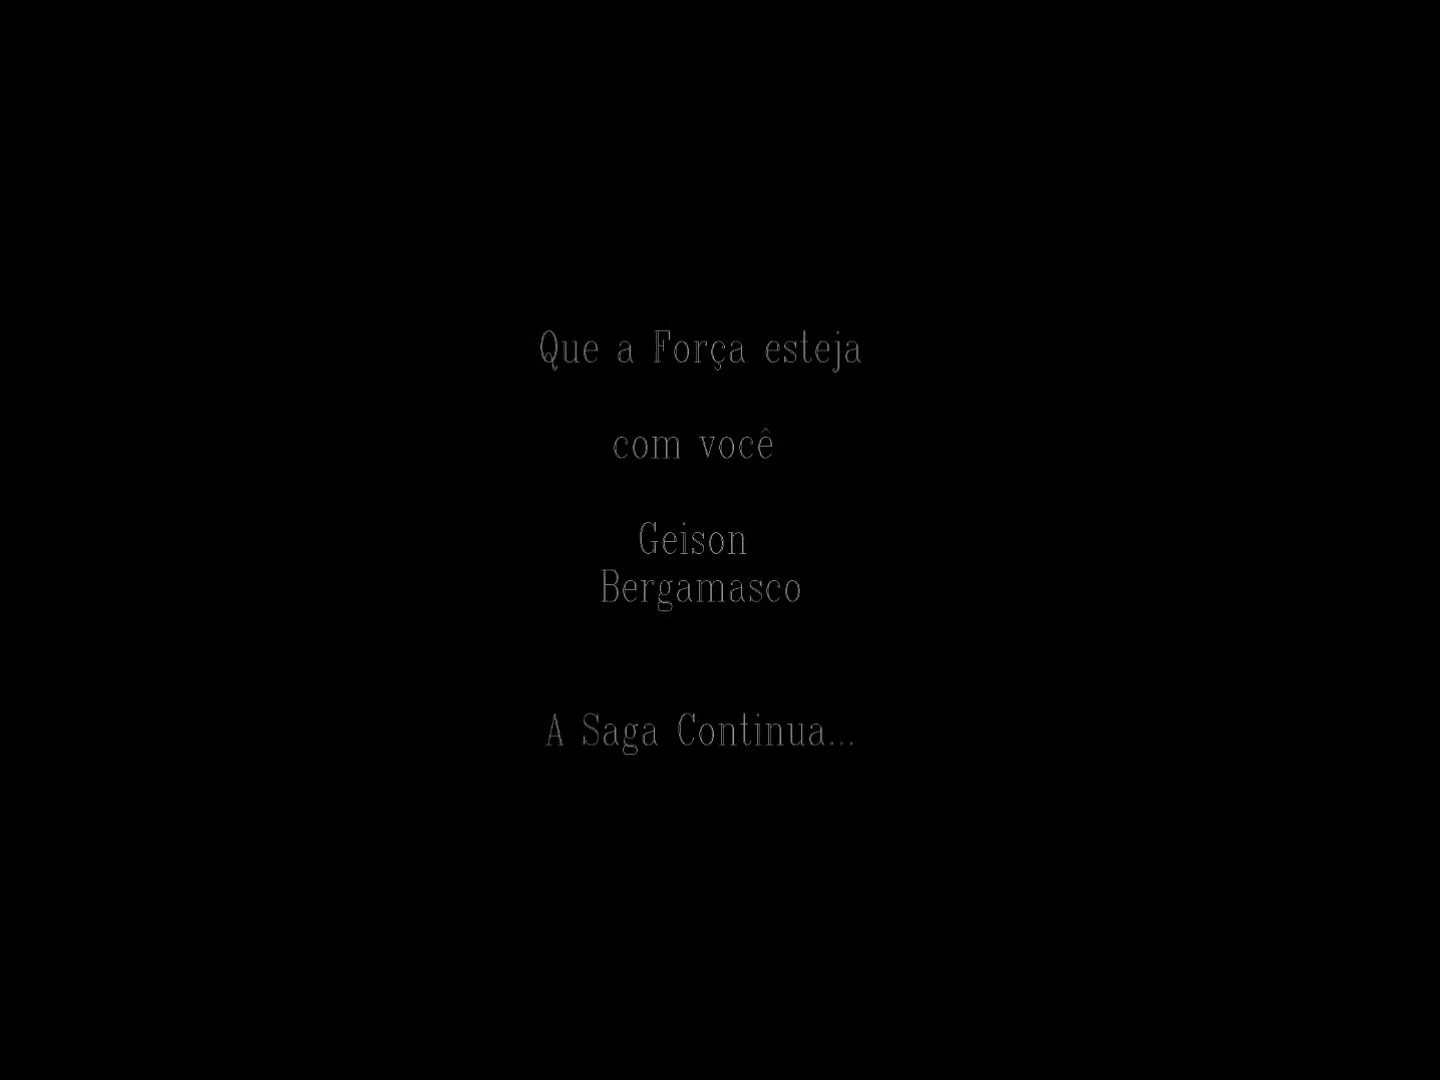 Que a Força esteja
com você
Geison
Bergamasco
A Saga Continua...